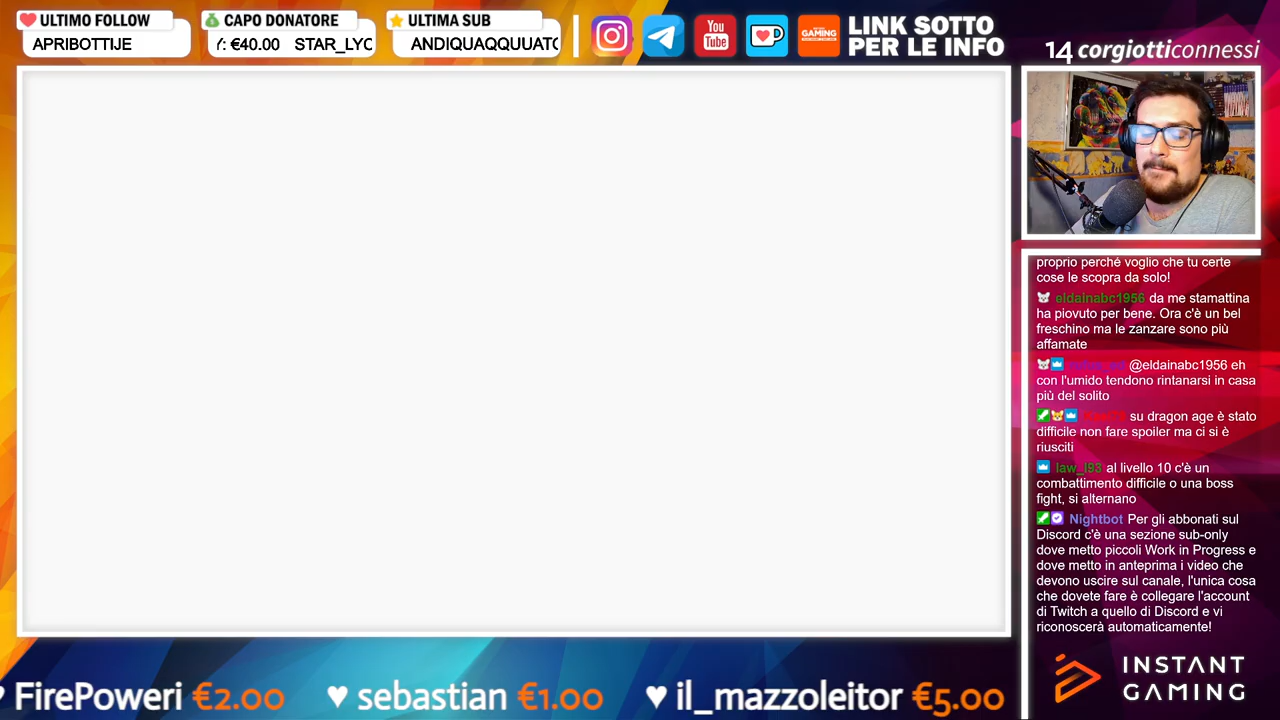 ULTIMO FOLLOW
APRIBOTTIJE
CAPO DONATORE
€40.00 STAR_LYC
ULTIMA SUB
ANDIQUAQQUUATO
You
Tube
GAMING
LINK SOTTO
PER LE INFO
14 corgiotticonnessi
proprio perché voglio che tu certe
cose le scopra da solo!
eldainabc1956 da me stamattina
ha piovuto per bene. Ora c'è un bel
freschino ma le zanzare sono più
affamate
@eldainabc1956 eh
con l'umido tendono rintanarsi in casa
più del solito
su dragon age è stato
difficile non fare spoiler ma ci si è
riusciti
law_l93 al livello 10 c'è un
combattimento difficile o una boss
fight, si alternano
Nightbot Per gli abbonati sul
Discord c'è una sezione sub-only
dove metto piccoli Work in Progress e
dove metto in anteprima i video che
devono uscire sul canale, l'unica cosa
che dovete fare è collegare l'account
di Twitch a quello di Discord e vi
riconoscerà automaticamente!
INSTANT
GAMING
FirePoweri €2.00 ♥ sebastian €1.00 ♥ il_mazzoleitor €5.00